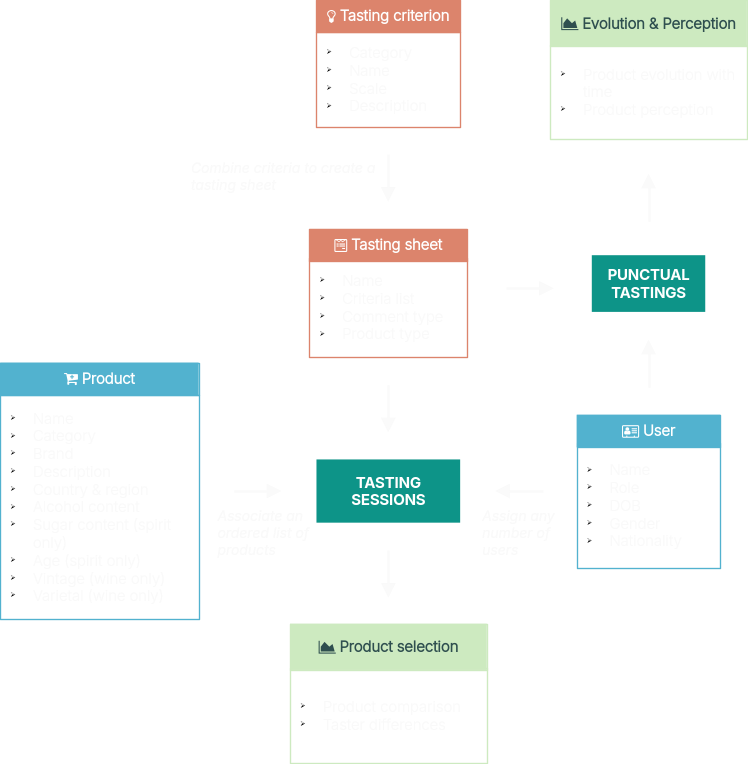 Tasting criterion
Category
Name
Scale
Description
Evolution & Perception
Product evolution with
time
Product perception
Combine criteria to create a
tasting sheet
Tasting sheet
Name
Criteria list
Comment type
Product type
PUNCTUAL
TASTINGS
Product
Name
Category
Brand
Description
Country & region
Alcohol content
Sugar content (spirit
only)
Age (spirit only)
Vintage (wine only)
Varietal (wine only)
User
Name
Role
DOB
Gender
Nationality
TASTING
SESSIONS
Associate an
ordered list of
products
Assign any
number of
users
Product selection
Product comparison
Taster differences